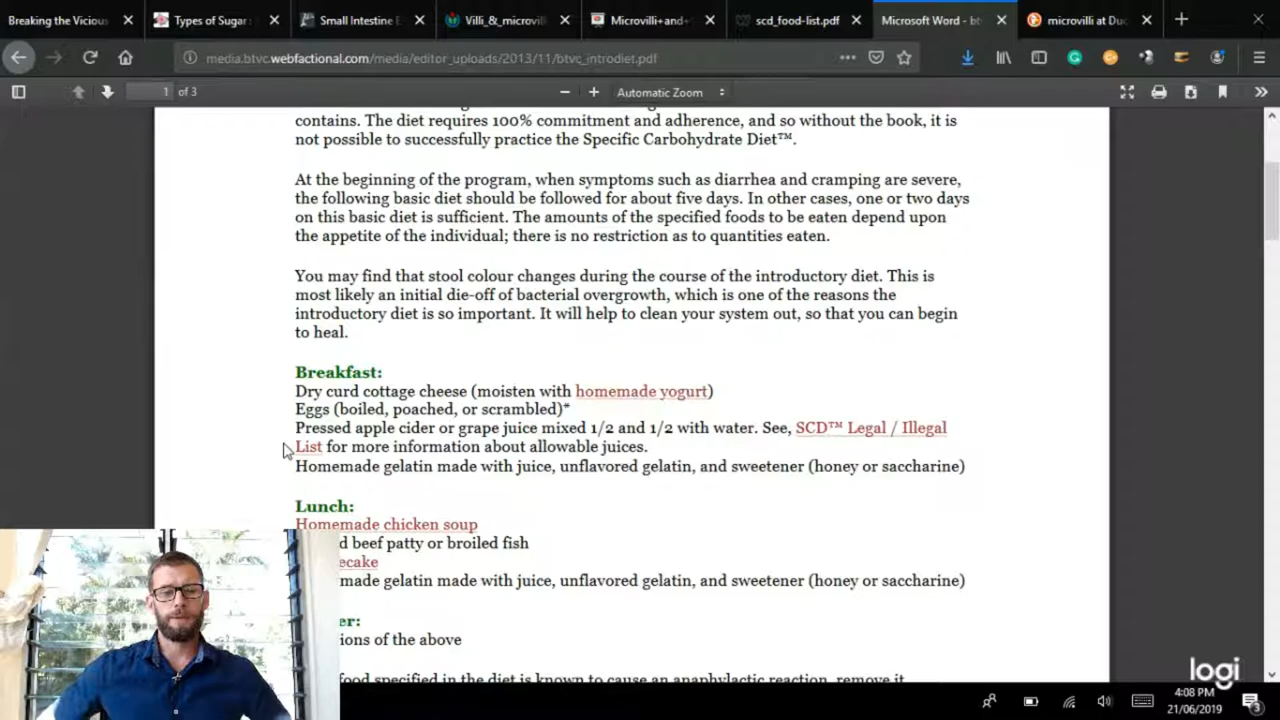 Breaking the Vicious
Types of Sugar
Small Intestine E
Villi_&_microvill
Microvilli+and+
scd_food-list.pdf
Microsoft Word - bt
microvilli at Duc
media.btvc.webfactional.com/media/editor_uploads/2013/11/btvc_introdiet.pdf
1 of 3
Automatic Zoom
contains. The diet requires 100% commitment and adherence, and so without the book, it is
not possible to successfully practice the Specific Carbohydrate Diet™.
At the beginning of the program, when symptoms such as diarrhea and cramping are severe,
the following basic diet should be followed for about five days. In other cases, one or two days
on this basic diet is sufficient. The amounts of the specified foods to be eaten depend upon
the appetite of the individual; there is no restriction as to quantities eaten.
You may find that stool colour changes during the course of the introductory diet. This is
most likely an initial die-off of bacterial overgrowth, which is one of the reasons the
introductory diet is so important. It will help to clean your system out, so that you can begin
to heal.
Breakfast:
Dry curd cottage cheese (moisten with homemade yogurt)
Eggs (boiled, poached, or scrambled)*
Pressed apple cider or grape juice mixed 1/2 and 1/2 with water. See, SCD™ Legal / Illegal
List for more information about allowable juices.
Homemade gelatin made with juice, unflavored gelatin, and sweetener (honey or saccharine)
Lunch:
Homemade chicken soup
d beef patty or broiled fish
ecake
made gelatin made with juice, unflavored gelatin, and sweetener (honey or saccharine)
er:
ions of the above
food specified in the diet is known to cause an anaphylactic reaction, remove it
logi
4:08 PM
21/06/2019
3